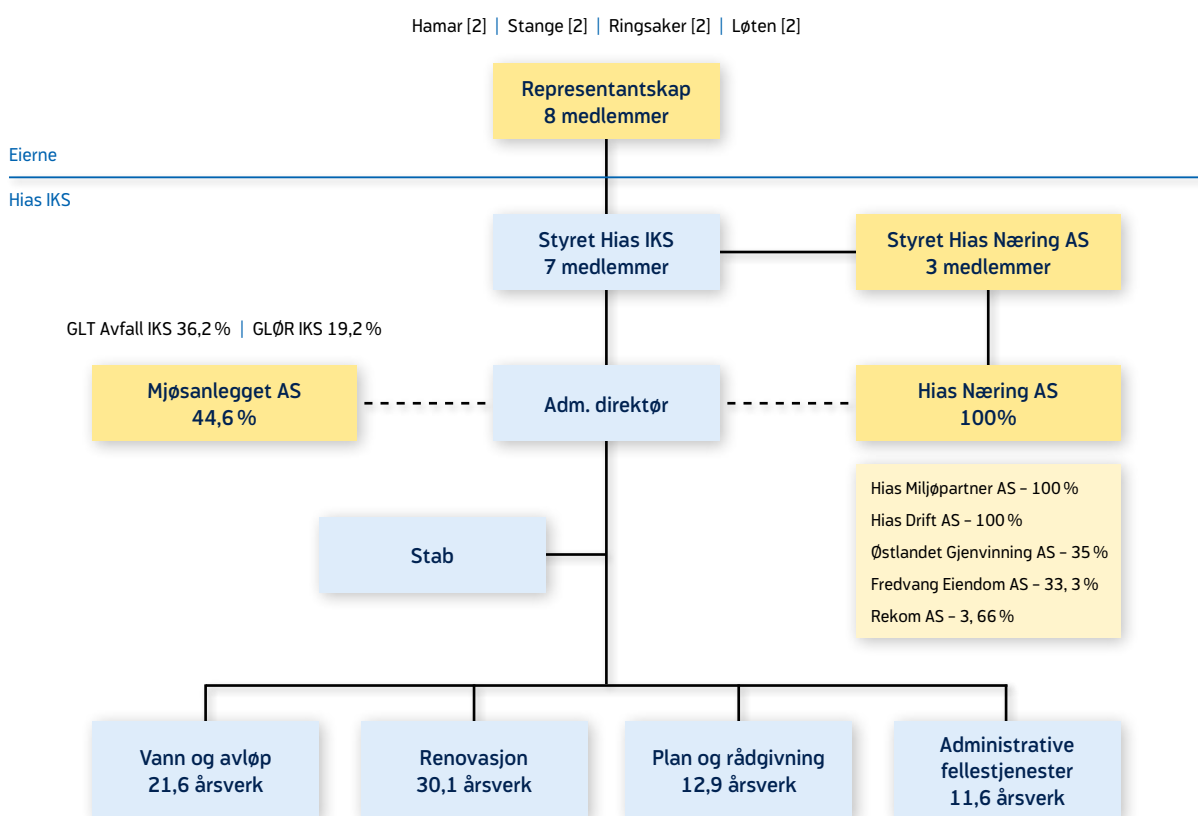 Hamar [2] | Stange [2] | Ringsaker [2] | Løten [2]
Representantskap
8 medlemmer
Eierne
Hias IKS
Styret Hias IKS
7 medlemmer
Styret Hias Næring AS
3 medlemmer
GLT Avfall IKS 36,2 % | GLØR IKS 19,2 %
Mjøsanlegget AS
44,6 %
Adm. direktør
Hias Næring AS
100%
Hias Miljøpartner AS – 100 %
Hias Drift AS – 100 %
Østlandet Gjenvinning AS – 35 %
Fredvang Eiendom AS – 33, 3 %
Rekom AS – 3, 66 %
Stab
Vann og avløp
21,6 årsverk
Renovasjon
30,1 årsverk
Plan og rådgivning
12,9 årsverk
Administrative
fellestjenester
11,6 årsverk